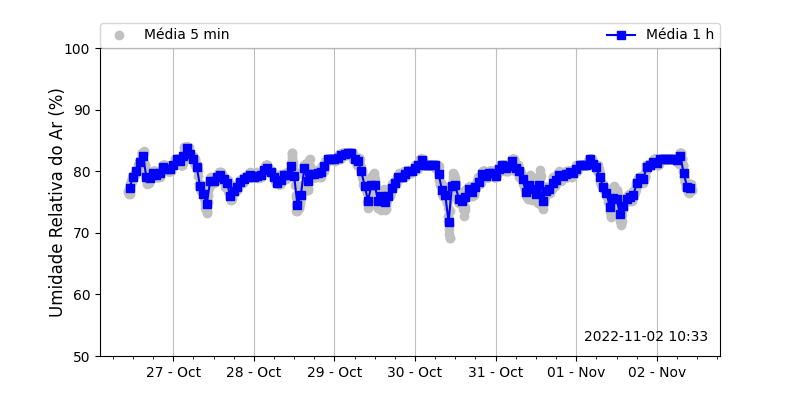 Média 5 min
Média 1 h
Umidade Relativa do Ar (%)
100
90
80
70
60
50
2022-11-02 10:33
27 - Oct
28 - Oct
29 - Oct
30 - Oct
31 - Oct
01 - Nov
02 - Nov